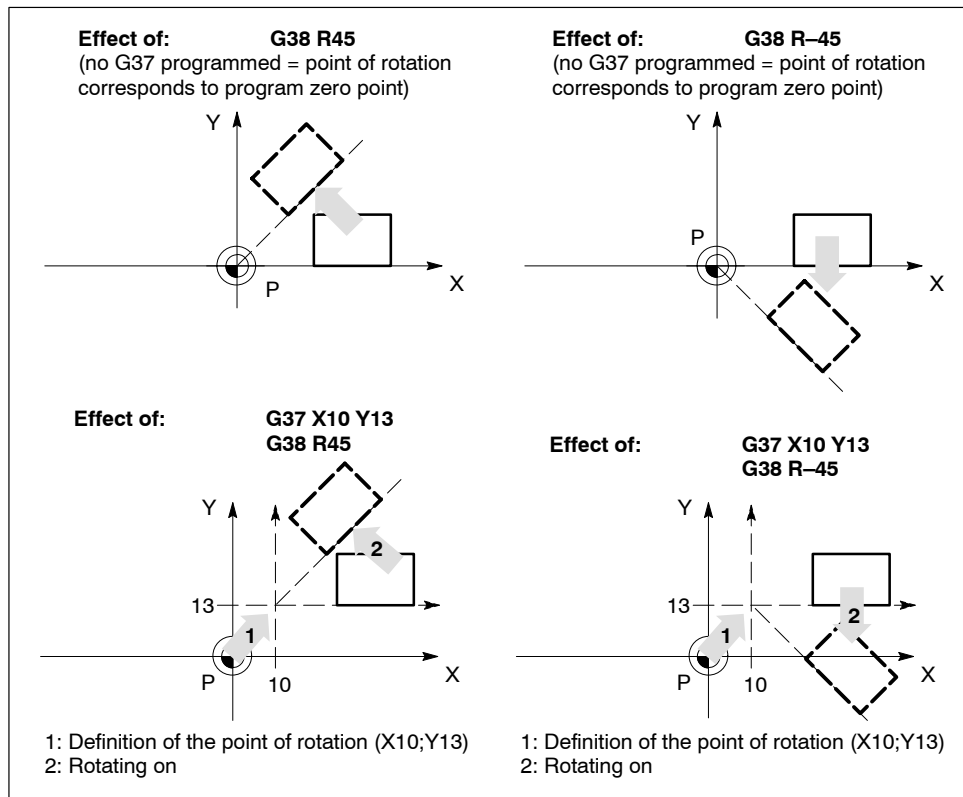 Effect of: G38 R45
(no G37 programmed = point of rotation
corresponds to program zero point)
Y
P
X
Effect of: G38 R–45
(no G37 programmed = point of rotation
corresponds to program zero point)
Y
P
X
Effect of: G37 X10 Y13
G38 R45
Y
2
13
1
P
10
X
1: Definition of the point of rotation (X10;Y13)
2: Rotating on
Effect of: G37 X10 Y13
G38 R–45
Y
13
2
1
P
10
X
1: Definition of the point of rotation (X10;Y13)
2: Rotating on